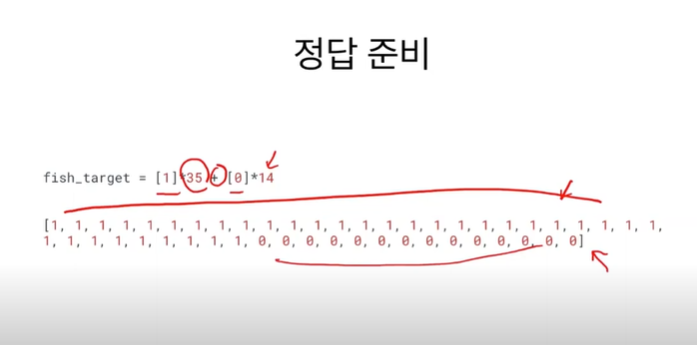 정답 준비
fish_target = [1]*35 + [0]*14
[1, 1, 1, 1, 1, 1, 1, 1, 1, 1, 1, 1, 1, 1, 1, 1, 1, 1, 1, 1, 1, 1, 1, 1, 1, 1,
1, 1, 1, 1, 1, 1, 1, 1, 1, 0, 0, 0, 0, 0, 0, 0, 0, 0, 0, 0, 0, 0, 0]